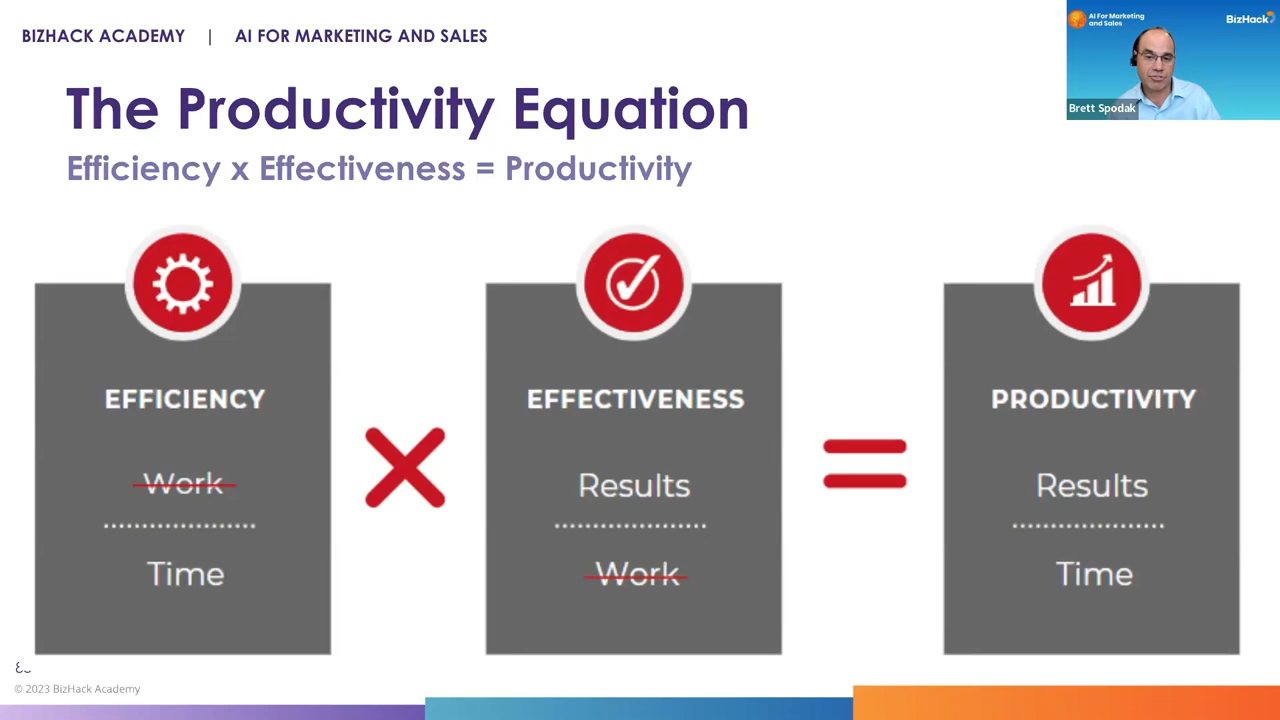 BIZHACK ACADEMY | AI FOR MARKETING AND SALES
AI For Marketing
and Sales
BizHack
Brett Spodak
The Productivity Equation
Efficiency x Effectiveness = Productivity
EFFICIENCY
Work
Time
EFFECTIVENESS
Results
Work
PRODUCTIVITY
Results
Time
© 2023 BizHack Academy